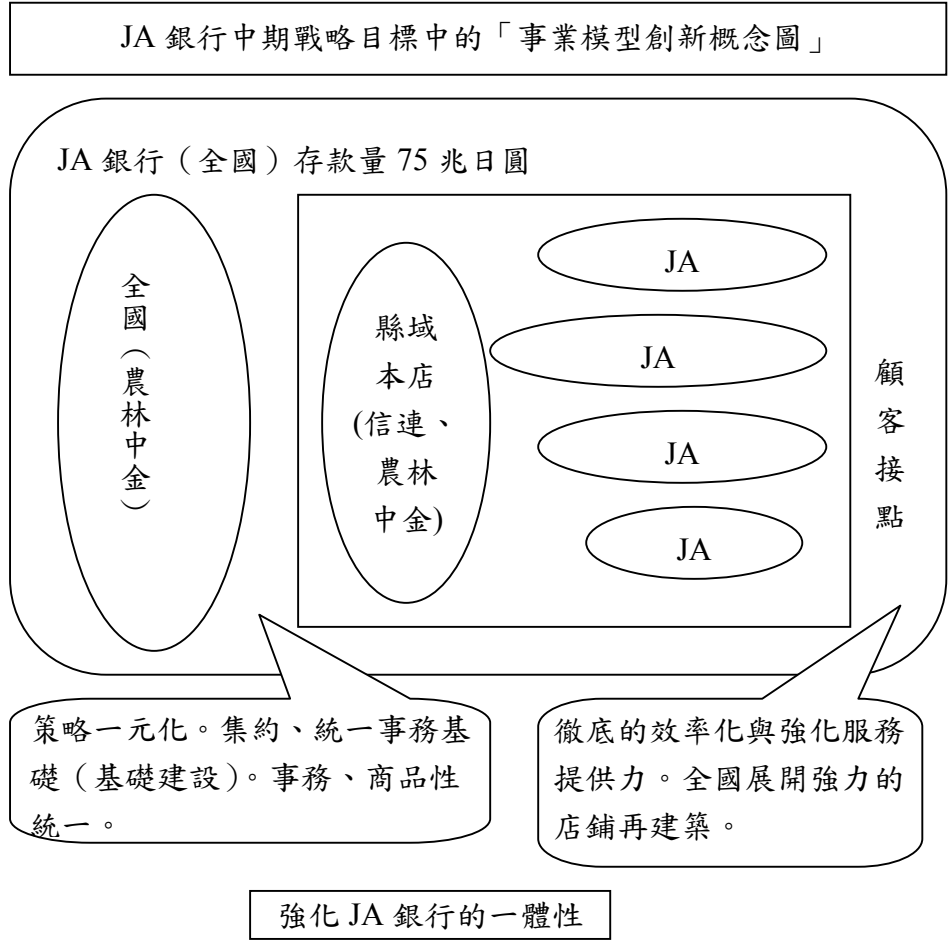 JA 銀行中期戰略目標中的「事業模型創新概念圖」
JA 銀行（全國）存款量 75 兆日圓
全國（農林中金）
縣域
本店
(信連、
農林
中金)
JA
JA
JA
JA
顧客接點
策略一元化。集約、統一事務基
礎（基礎建設）。事務、商品性
統一。
徹底的效率化與強化服務
提供力。全國展開強力的
店鋪再建築。
強化 JA 銀行的一體性